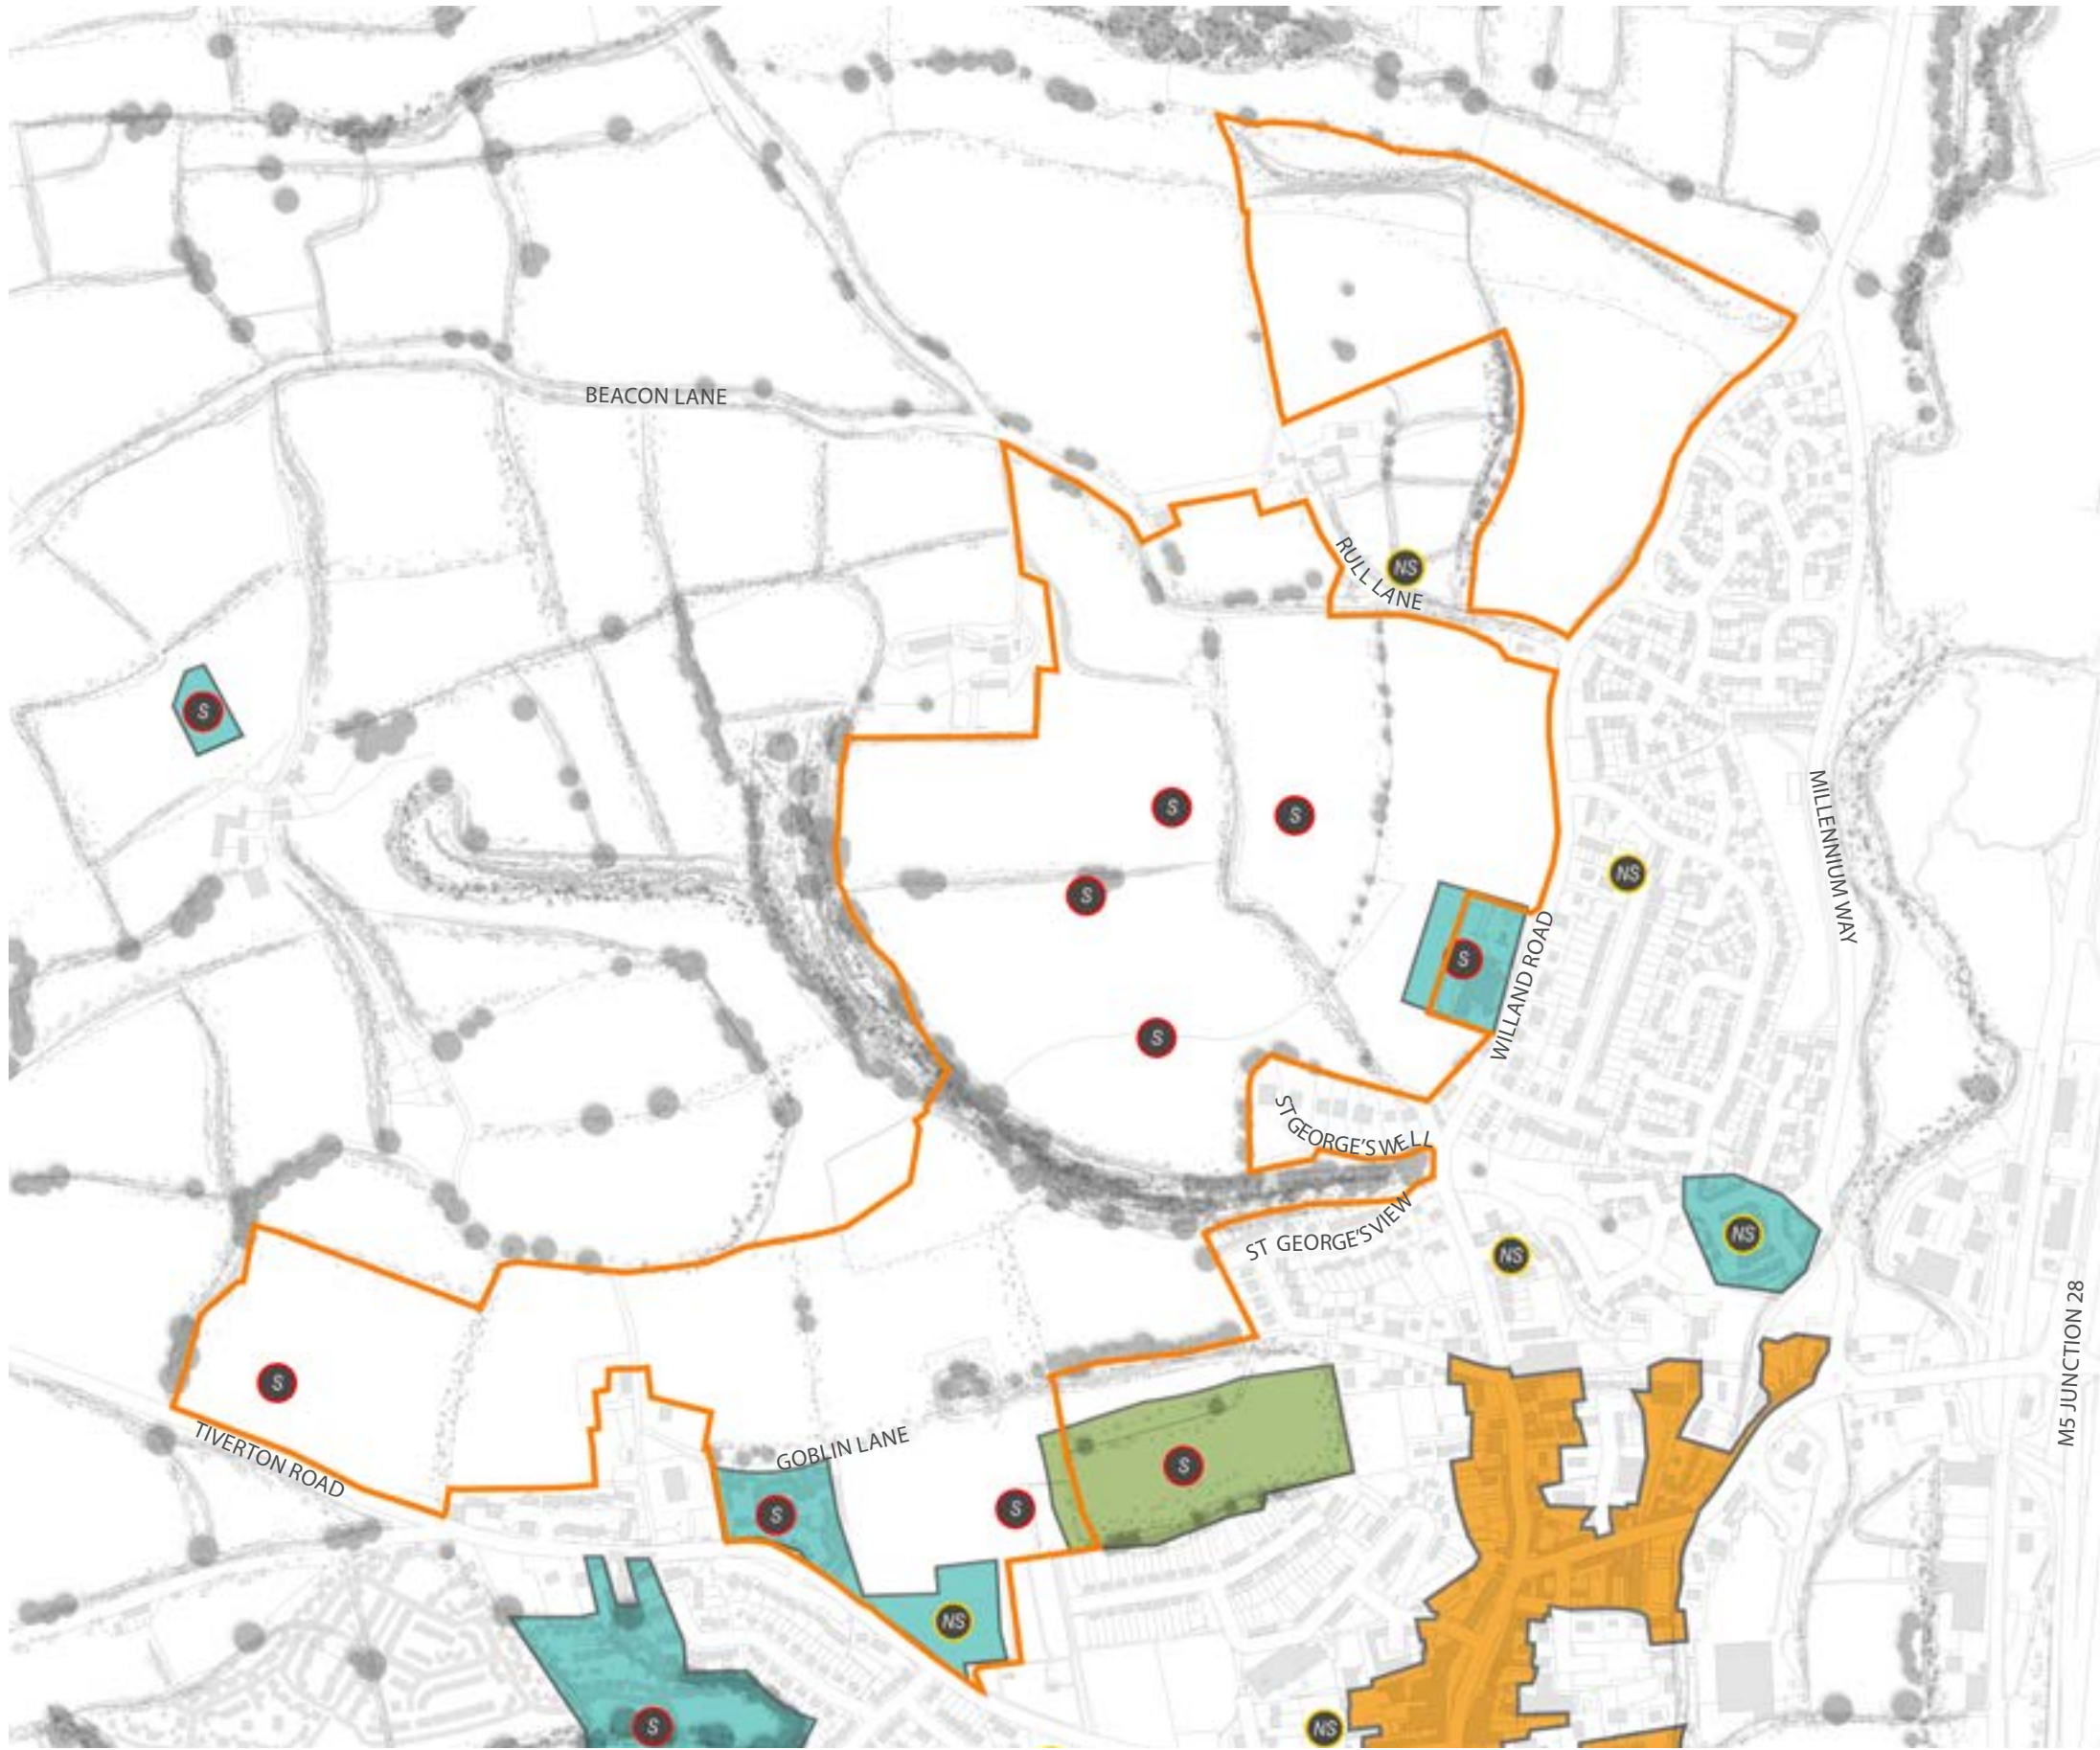 BEACON LANE
RULL LANE
NS
S
S
S
MILLENNIUM WAY
NS
S
S
WILLAND ROAD
S
ST GEORGE'S WELL
ST GEORGE'S VIEW
NS
NS
M5 JUNCTION 28
S
TIVERTON ROAD
GOBLIN LANE
S
S
S
NS
S
NS